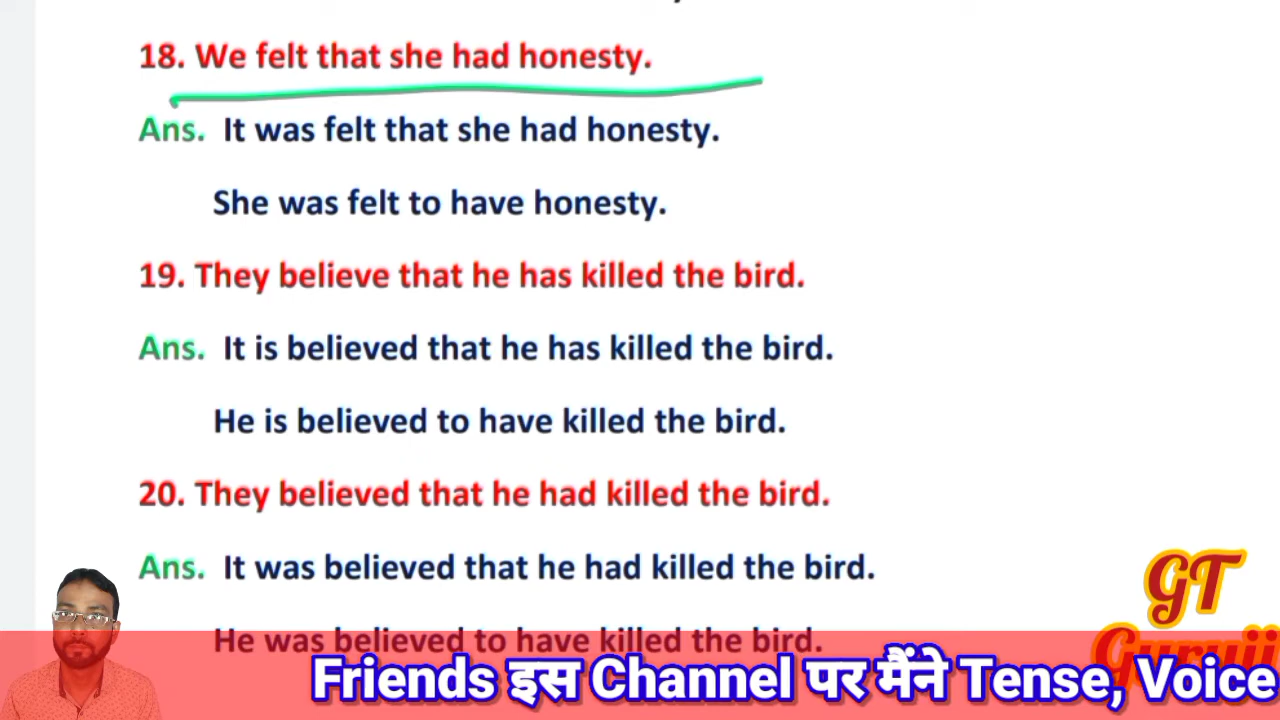 18. We felt that she had honesty.
Ans. It was felt that she had honesty.
She was felt to have honesty.
19. They believe that he has killed the bird.
Ans. It is believed that he has killed the bird.
He is believed to have killed the bird.
20. They believed that he had killed the bird.
Ans. It was believed that he had killed the bird.
He was believed to have killed the bird.
GT
Guruji
Friends इस Channel पर मैंने Tense, Voice